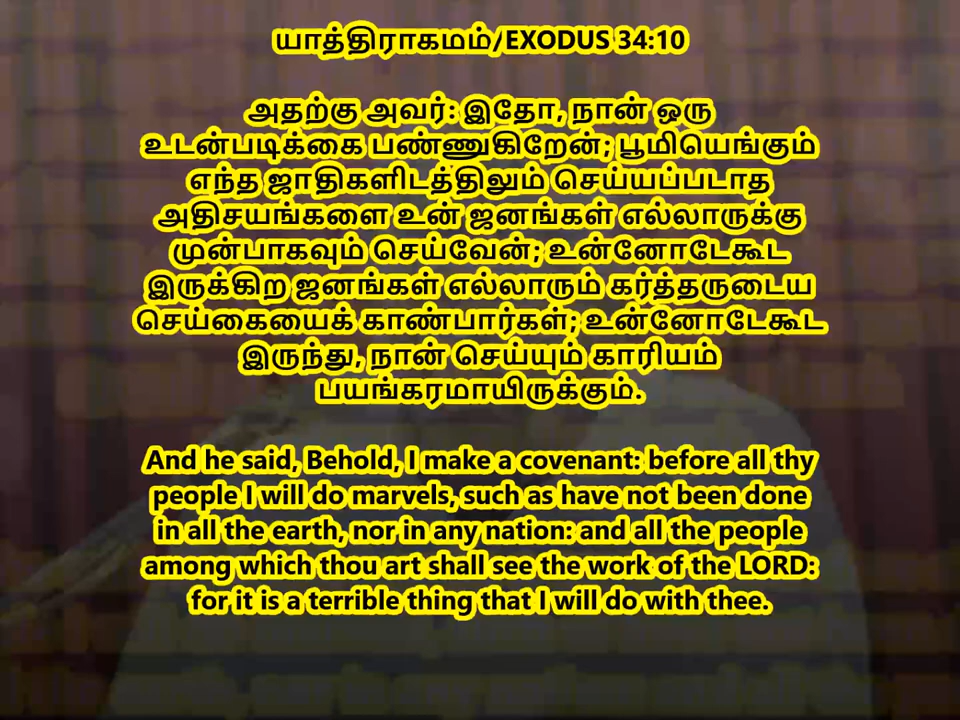 யாத்திராகமம்/EXODUS 34:10
அதற்கு அவர்: இதோ, நான் ஒரு
உடன்படிக்கை பண்ணுகிறேன்; பூமியெங்கும்
எந்த ஜாதிகளிடத்திலும் செய்யப்படாத
அதிசயங்களை உன் ஜனங்கள் எல்லாருக்கு
முன்பாகவும் செய்வேன்; உன்னோடேகூட
இருக்கிற ஜனங்கள் எல்லாரும் கர்த்தருடைய
செய்கையைக் காண்பார்கள்; உன்னோடேகூட
இருந்து, நான் செய்யும் காரியம்
பயங்கரமாயிருக்கும்.
And he said, Behold, I make a covenant: before all thy
people I will do marvels, such as have not been done
in all the earth, nor in any nation: and all the people
among which thou art shall see the work of the LORD:
for it is a terrible thing that I will do with thee.